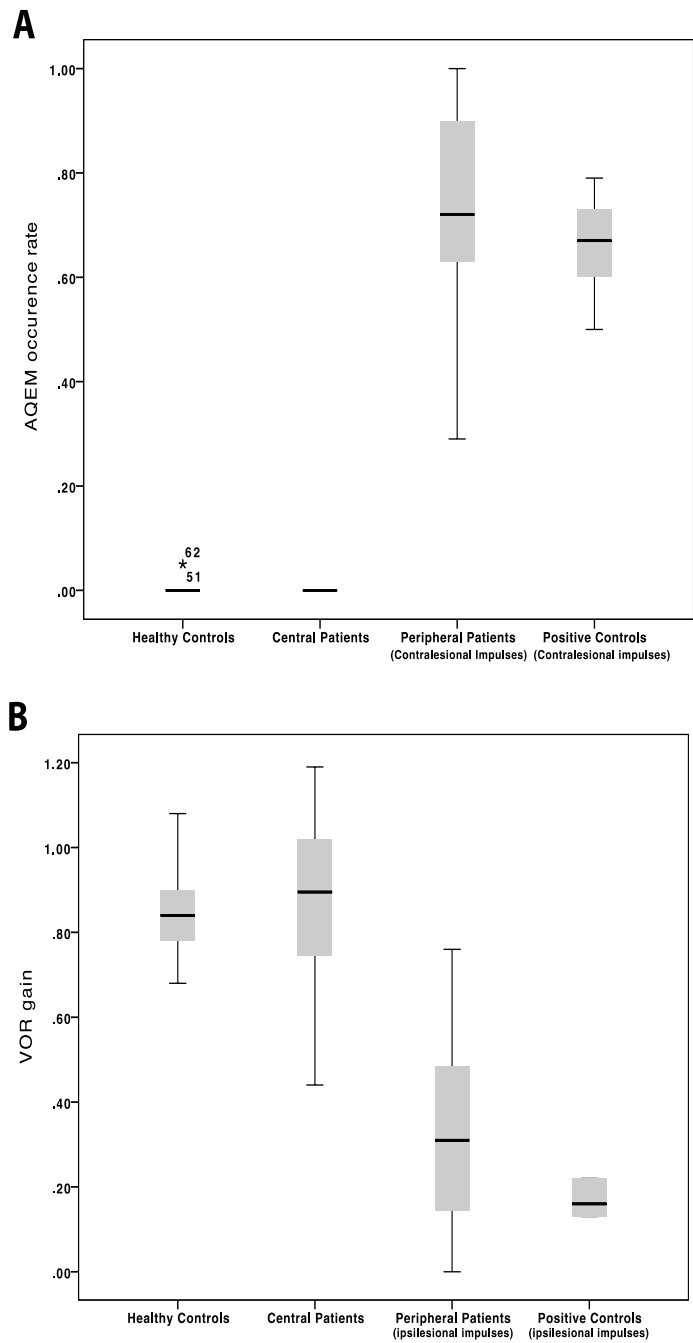 A
AQEM occurence rate
1.00
.80
.60
.40
.20
.00
*62
51
Healthy Controls
Central Patients
Peripheral Patients
(Contralesional Impulses)
Positive Controls
(Contralesional impulses)
B
VOR gain
1.20
1.00
.80
.60
.40
.20
.00
Healthy Controls
Central Patients
Peripheral Patients
(ipsilesional impulses)
Positive Controls
(ipsilesional impulses)